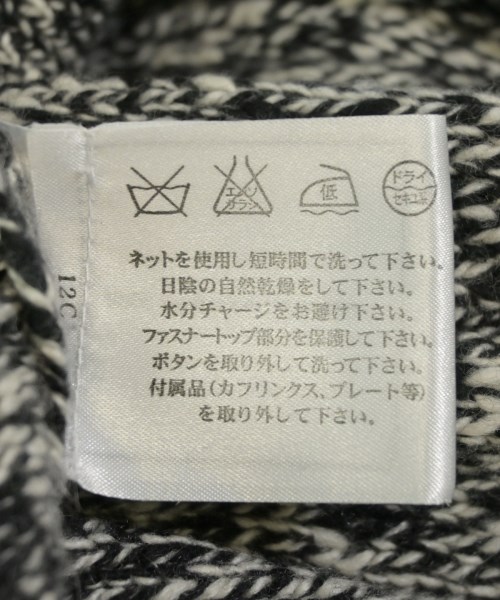 エンソ
サラシ
低
ドライ
セキユ系
ネットを使用し短時間で洗って下さい。
日陰の自然乾燥をして下さい。
水分チャージをお避け下さい。
ファスナートップ部分を保護して下さい。
ボタンを取り外して洗って下さい。
付属品(カフリンクス、プレート等)
を取り外して下さい。
12C